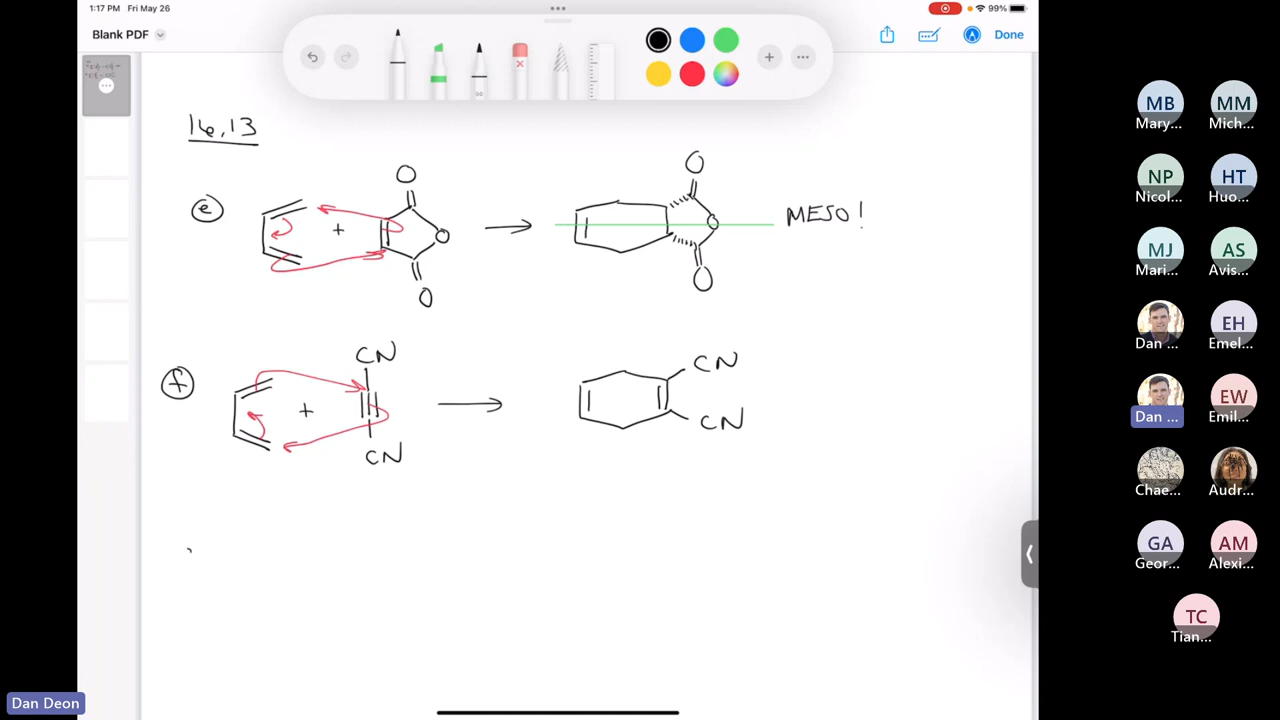 1:17 PM Fri May 26
99%
Blank PDF
Done
16.13
e
+
O
O
O
O
O
O
MESO!
f
+
CN
CN
CN
CN
MB
Mary...
MM
Mich...
NP
Nicol...
HT
Huo...
MJ
Mari...
AS
Avis...
Dan ...
EH
Emel...
Dan ...
EW
Emil...
Chae...
Audr...
GA
Geor...
AM
Alexi...
TC
Tian...
Dan Deon